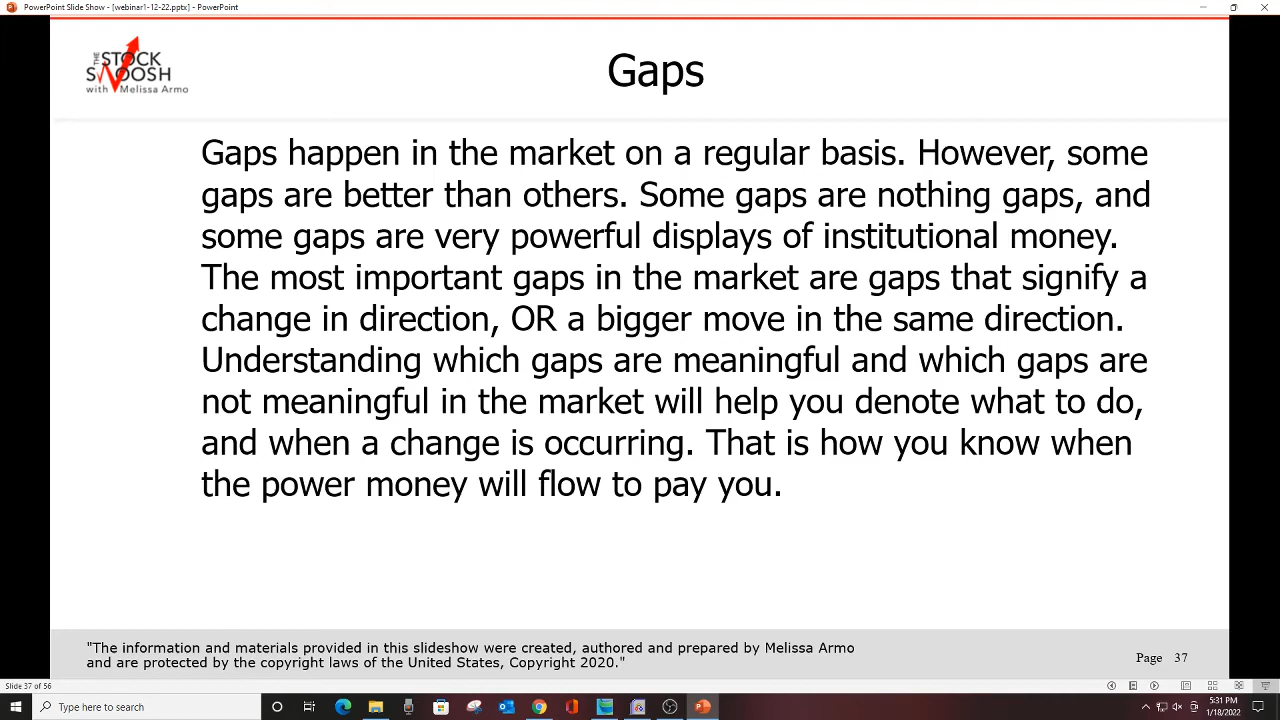 PowerPoint Slide Show - [webinar1-12-22.pptx] - PowerPoint
THE STOCK
SWOOSH
with Melissa Armo
Gaps
Gaps happen in the market on a regular basis. However, some
gaps are better than others. Some gaps are nothing gaps, and
some gaps are very powerful displays of institutional money.
The most important gaps in the market are gaps that signify a
change in direction, OR a bigger move in the same direction.
Understanding which gaps are meaningful and which gaps are
not meaningful in the market will help you denote what to do,
and when a change is occurring. That is how you know when
the power money will flow to pay you.
"The information and materials provided in this slideshow were created, authored and prepared by Melissa Armo
and are protected by the copyright laws of the United States, Copyright 2020."
Page 37
Slide 37 of 56
Type here to search
5:31 PM
1/18/2022